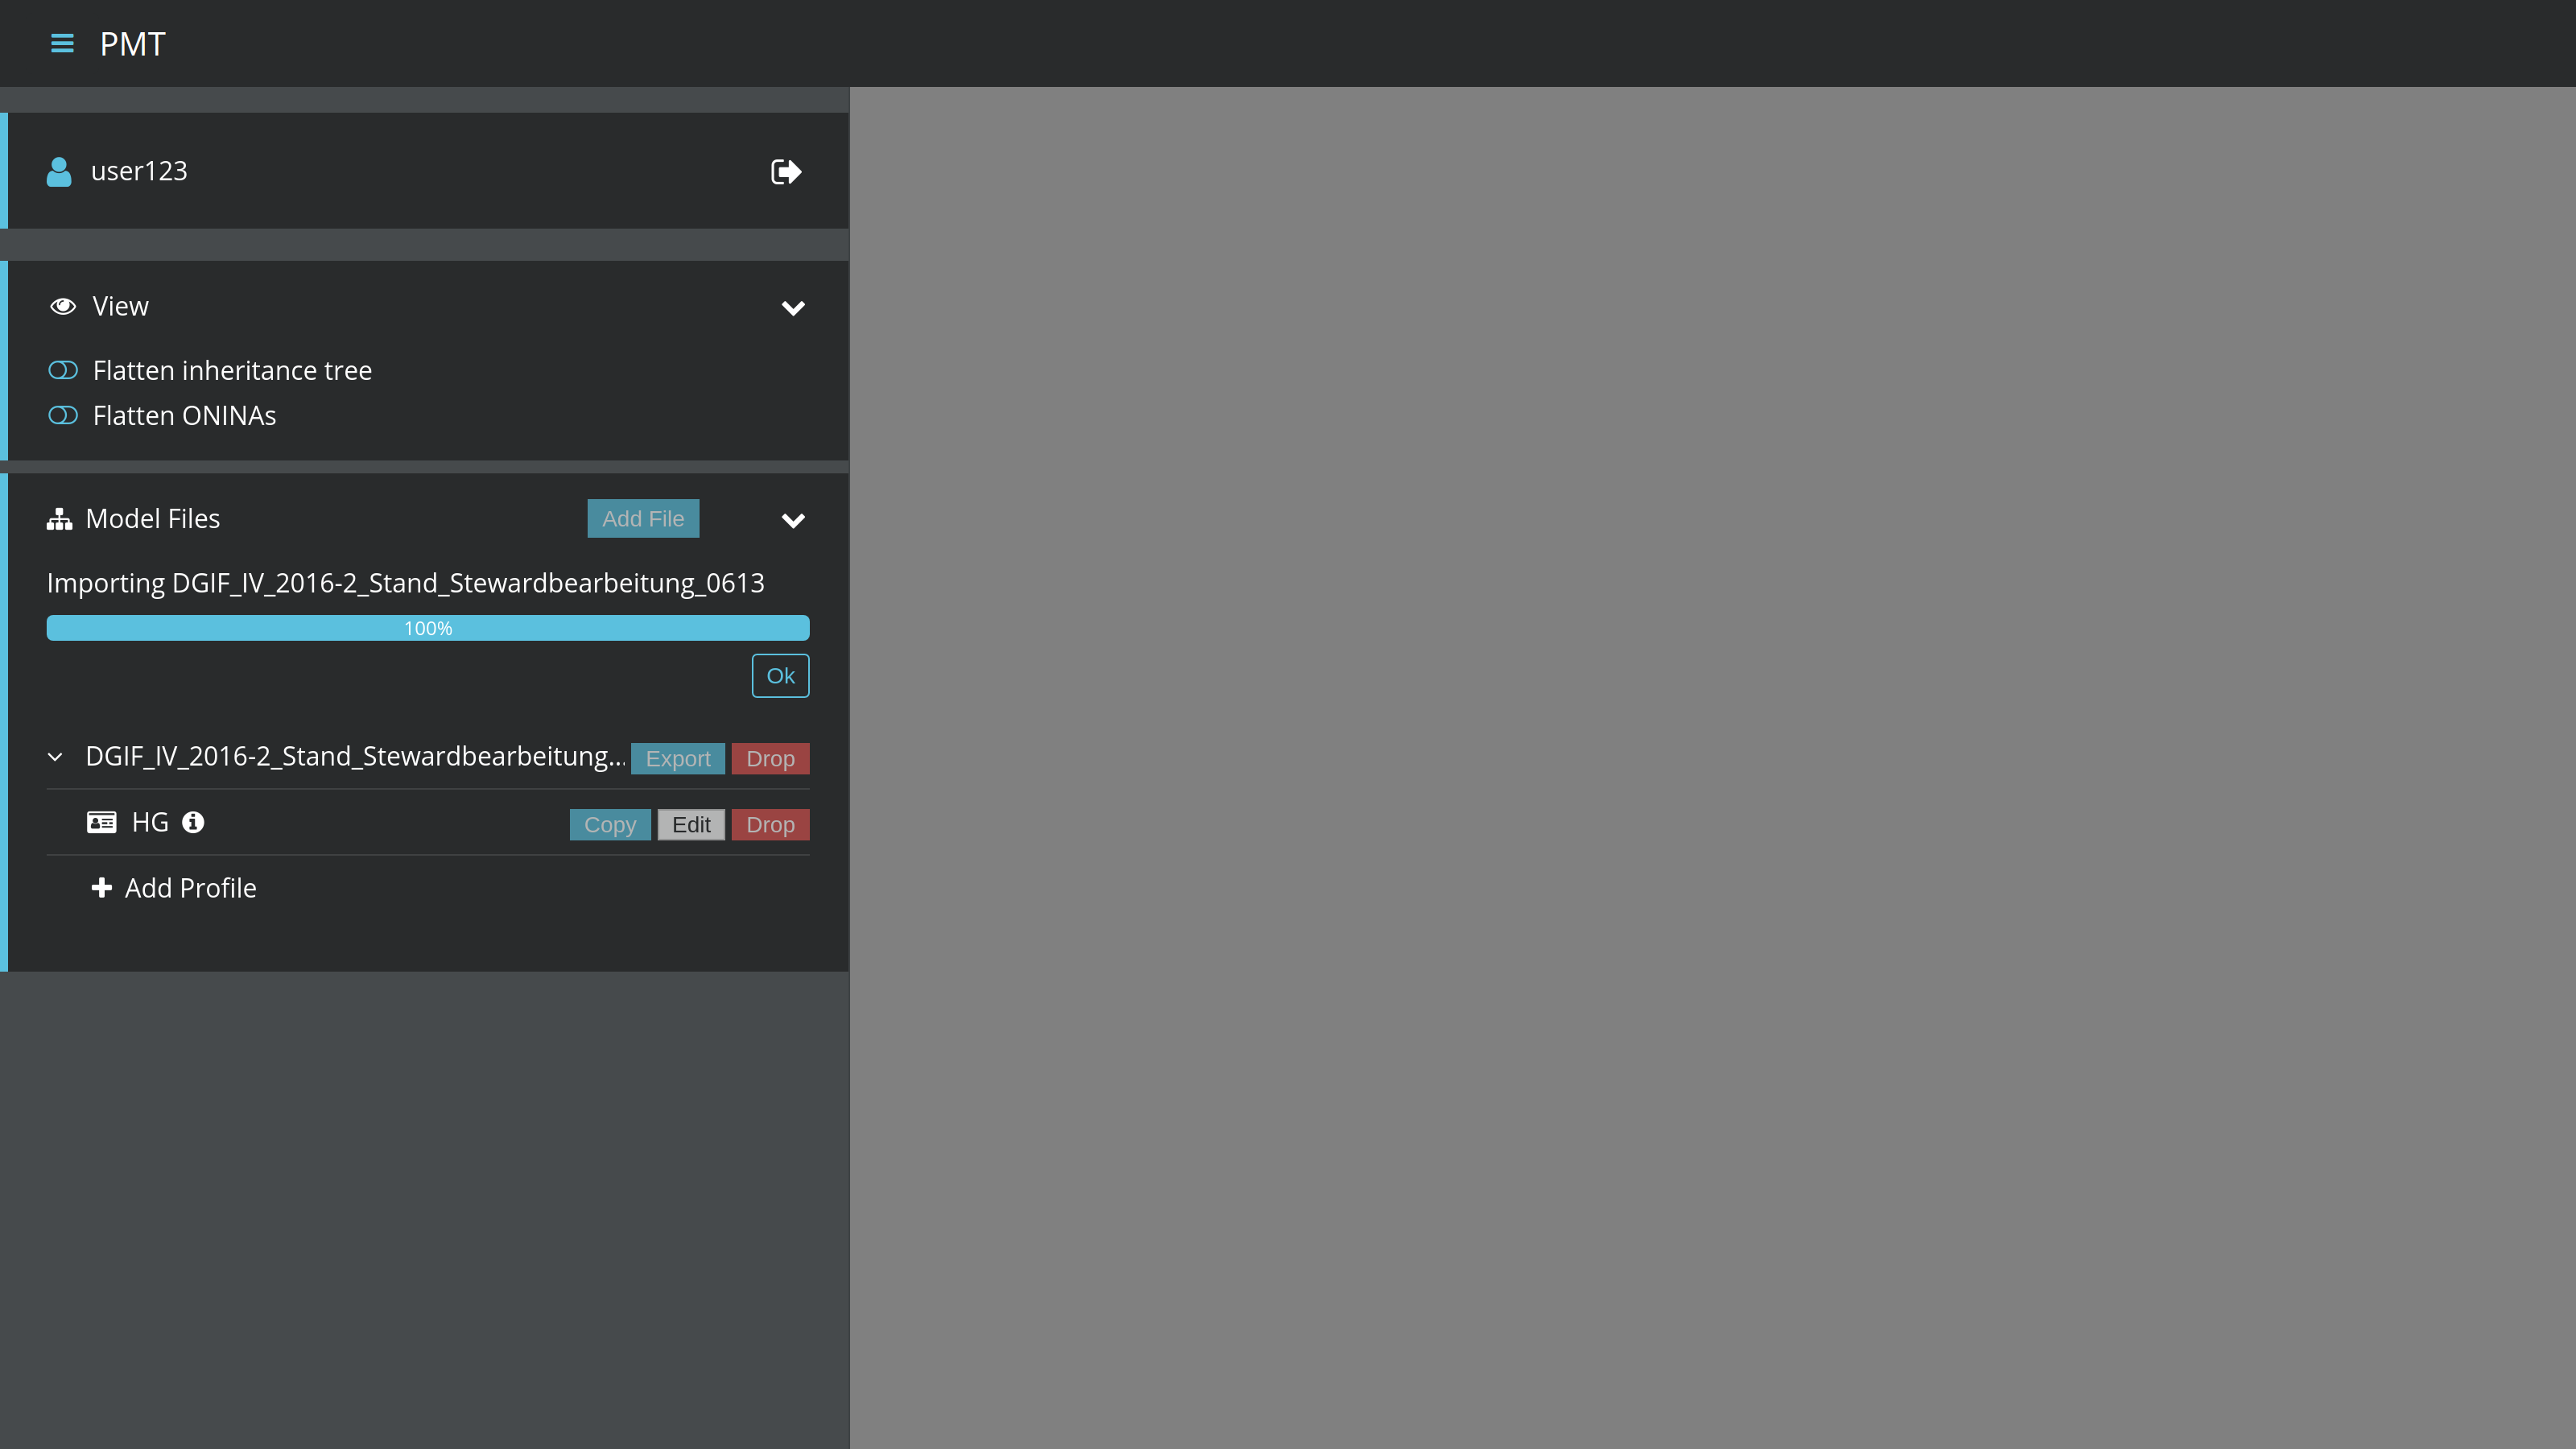 PMT
user123
View
Flatten inheritance tree
Flatten ONINAs
Model Files Add File
Importing DGIF_IV_2016-2_Stand_Stewardbearbeitung_0613
100%
Ok
DGIF_IV_2016-2_Stand_Stewardbearbeitung... Export Drop
HG Copy Edit Drop
Add Profile